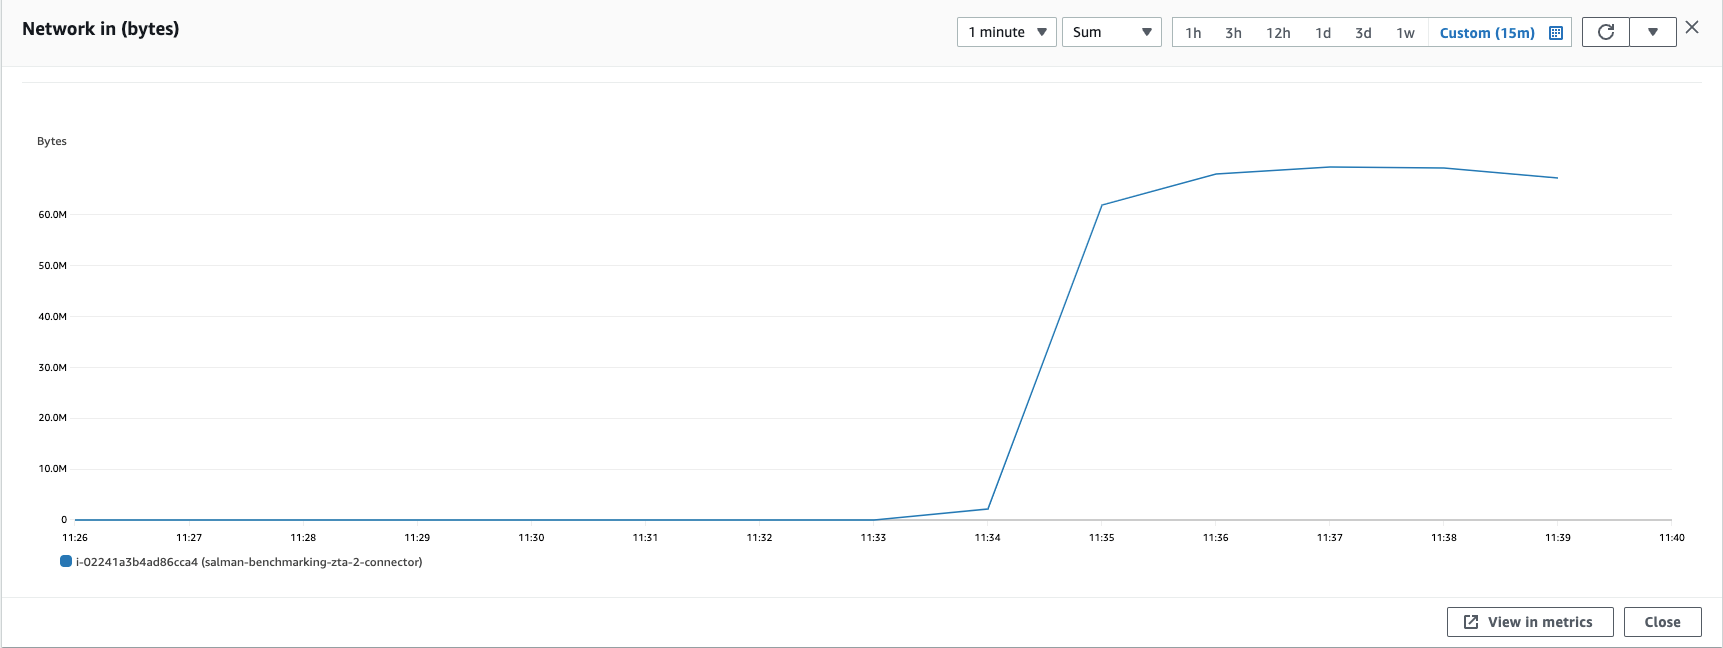 Network in (bytes)
1 minute
Sum
1h 3h 12h 1d 3d 1w Custom (15m)
Bytes
60.0M
50.0M
40.0M
30.0M
20.0M
10.0M
0
11:26 11:27 11:28 11:29 11:30 11:31 11:32 11:33 11:34 11:35 11:36 11:37 11:38 11:39 11:40
i-02241a3b4ad86cca4 (salman-benchmarking-zta-2-connector)
View in metrics
Close